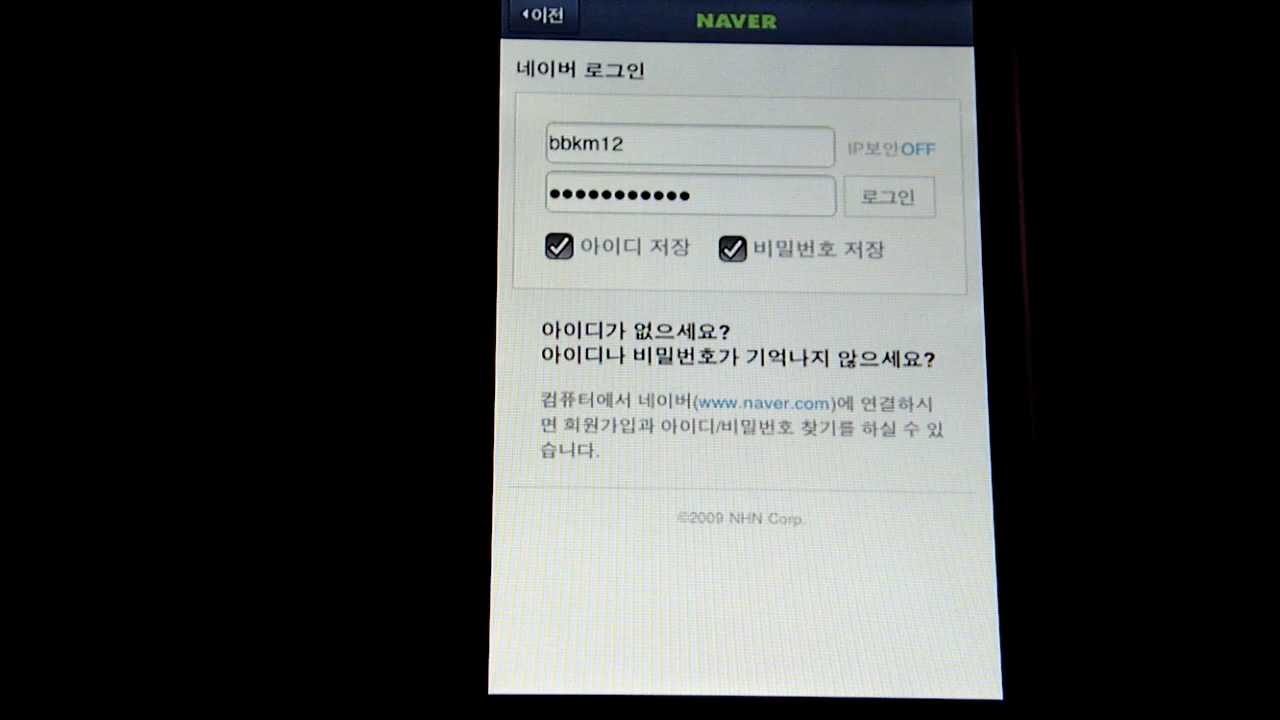 이전
NAVER
네이버 로그인
bbkm12
IP보안OFF
●●●●●●●●●●●
로그인
아이디 저장 비밀번호 저장
아이디가 없으세요?
아이디나 비밀번호가 기억나지 않으세요?
컴퓨터에서 네이버(www.naver.com)에 연결하시
면 회원가입과 아이디/비밀번호 찾기를 하실 수 있
습니다.
©2009 NHN Corp.